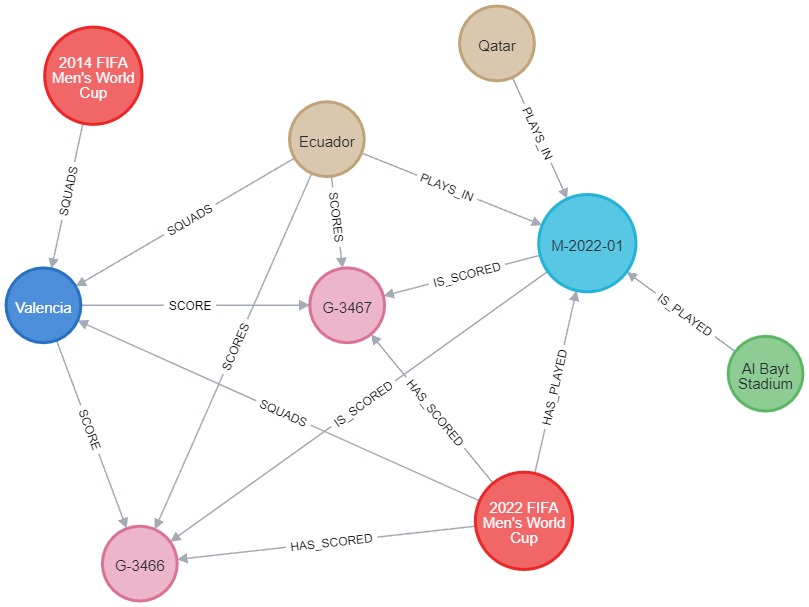 Qatar
2014 FIFA
Men's World
Cup
PLAYS_IN
Ecuador
SQUADS
PLAYS_IN
SCORES
SQUADS
M-2022-01
IS_SCORED
Valencia
SCORE
G-3467
IS_PLAYED
SCORES
HAS_PLAYED
Al Bayt
Stadium
IS_SCORED
HAS_SCORED
SQUADS
SCORE
2022 FIFA
Men's World
Cup
HAS_SCORED
G-3466